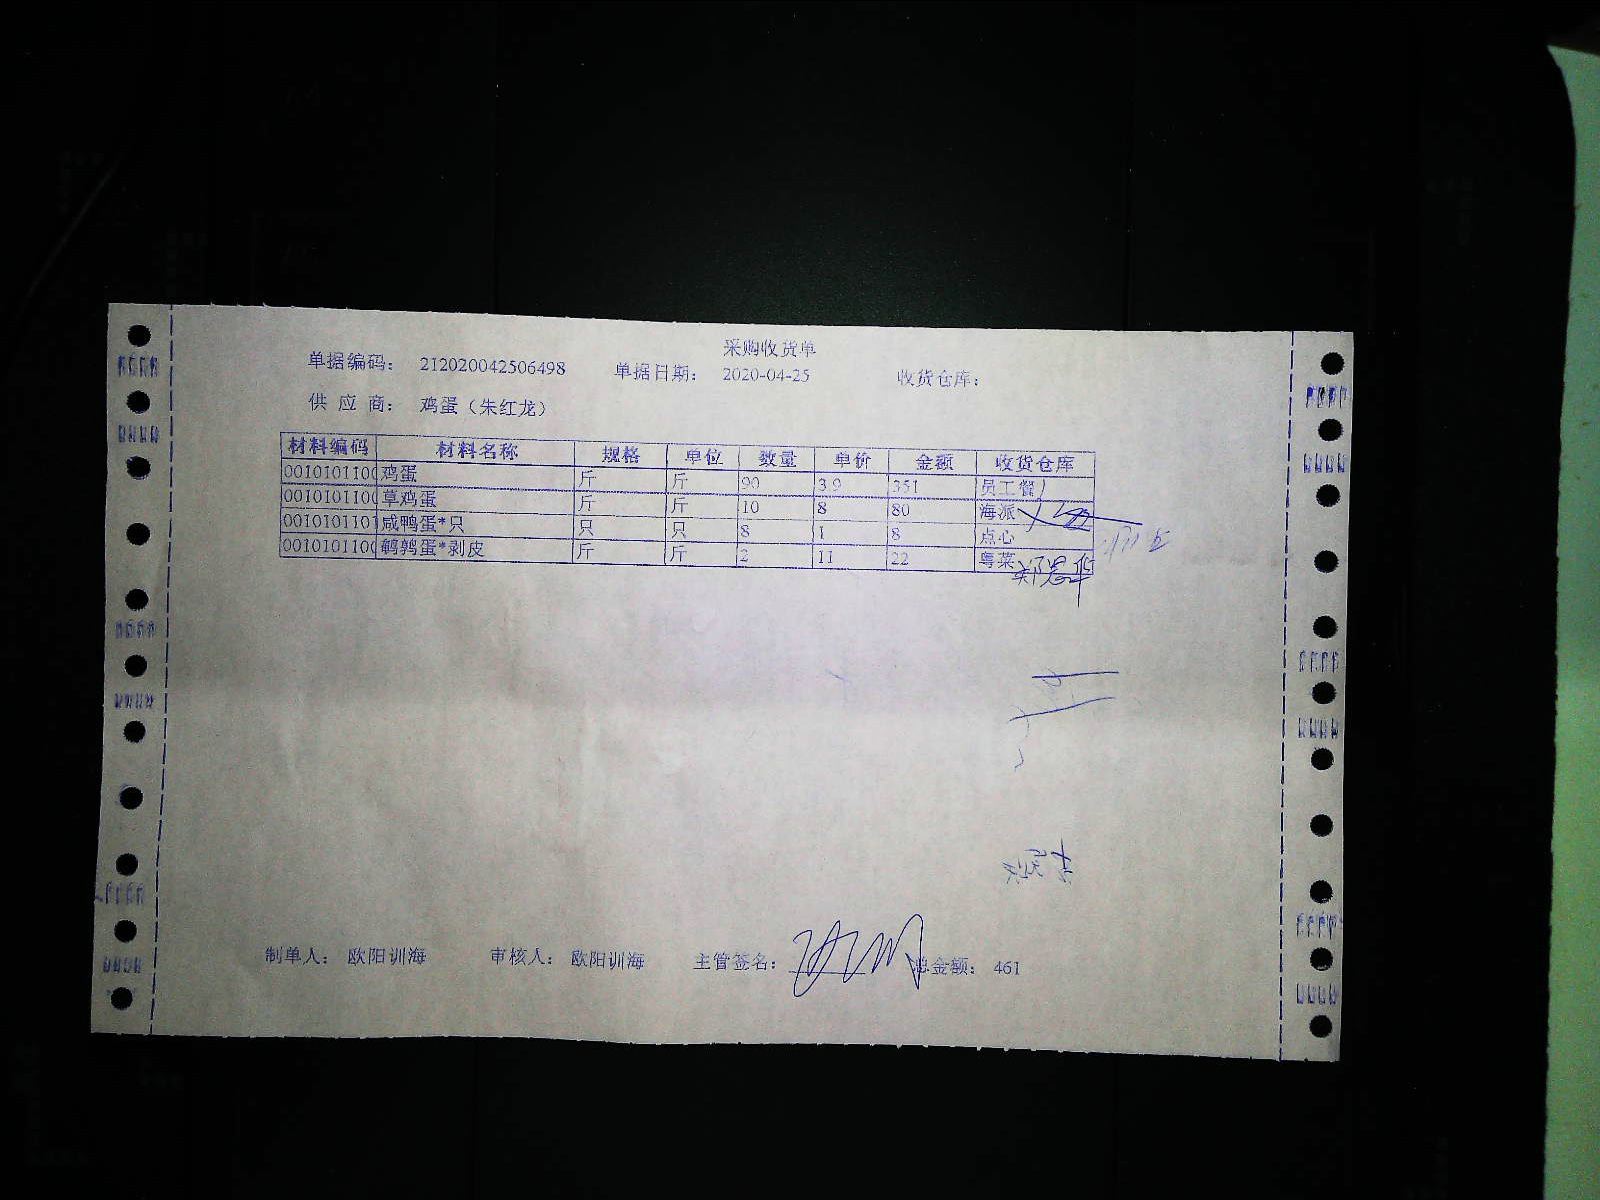 采购收货单
单据编码： 212020042506498 单据日期： 2020-04-25 收货仓库：
供 应 商： 鸡蛋（朱红龙）
材料编码 材料名称 规格 单位 数量 单价 金额 收货仓库
0010101100 鸡蛋 斤 斤 90 3.9 351 员工餐
0010101100 草鸡蛋 斤 斤 10 8 80 海派
0010101101 咸鸭蛋*只 只 只 8 1 8 点心
0010101100 鹌鹑蛋*剥皮 斤 斤 2 11 22 粤菜
制单人： 欧阳训海 审核人： 欧阳训海 主管签名： 总金额： 461